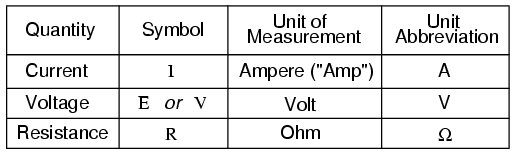 Quantity Symbol Unit of Measurement Unit Abbreviation
Current I Ampere ("Amp") A
Voltage E or V Volt V
Resistance R Ohm Ω